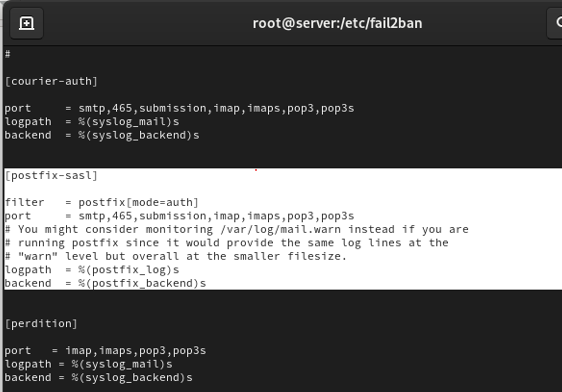 root@server:/etc/fail2ban
#
[courier-auth]
port     = smtp,465,submission,imap,imaps,pop3,pop3s
logpath  = %(syslog_mail)s
backend  = %(syslog_backend)s
[postfix-sasl]
filter   = postfix[mode=auth]
port     = smtp,465,submission,imap,imaps,pop3,pop3s
# You might consider monitoring /var/log/mail.warn instead if you are
# running postfix since it would provide the same log lines at the
# "warn" level but overall at the smaller filesize.
logpath  = %(postfix_log)s
backend  = %(postfix_backend)s
[perdition]
port   = imap,imaps,pop3,pop3s
logpath = %(syslog_mail)s
backend = %(syslog_backend)s